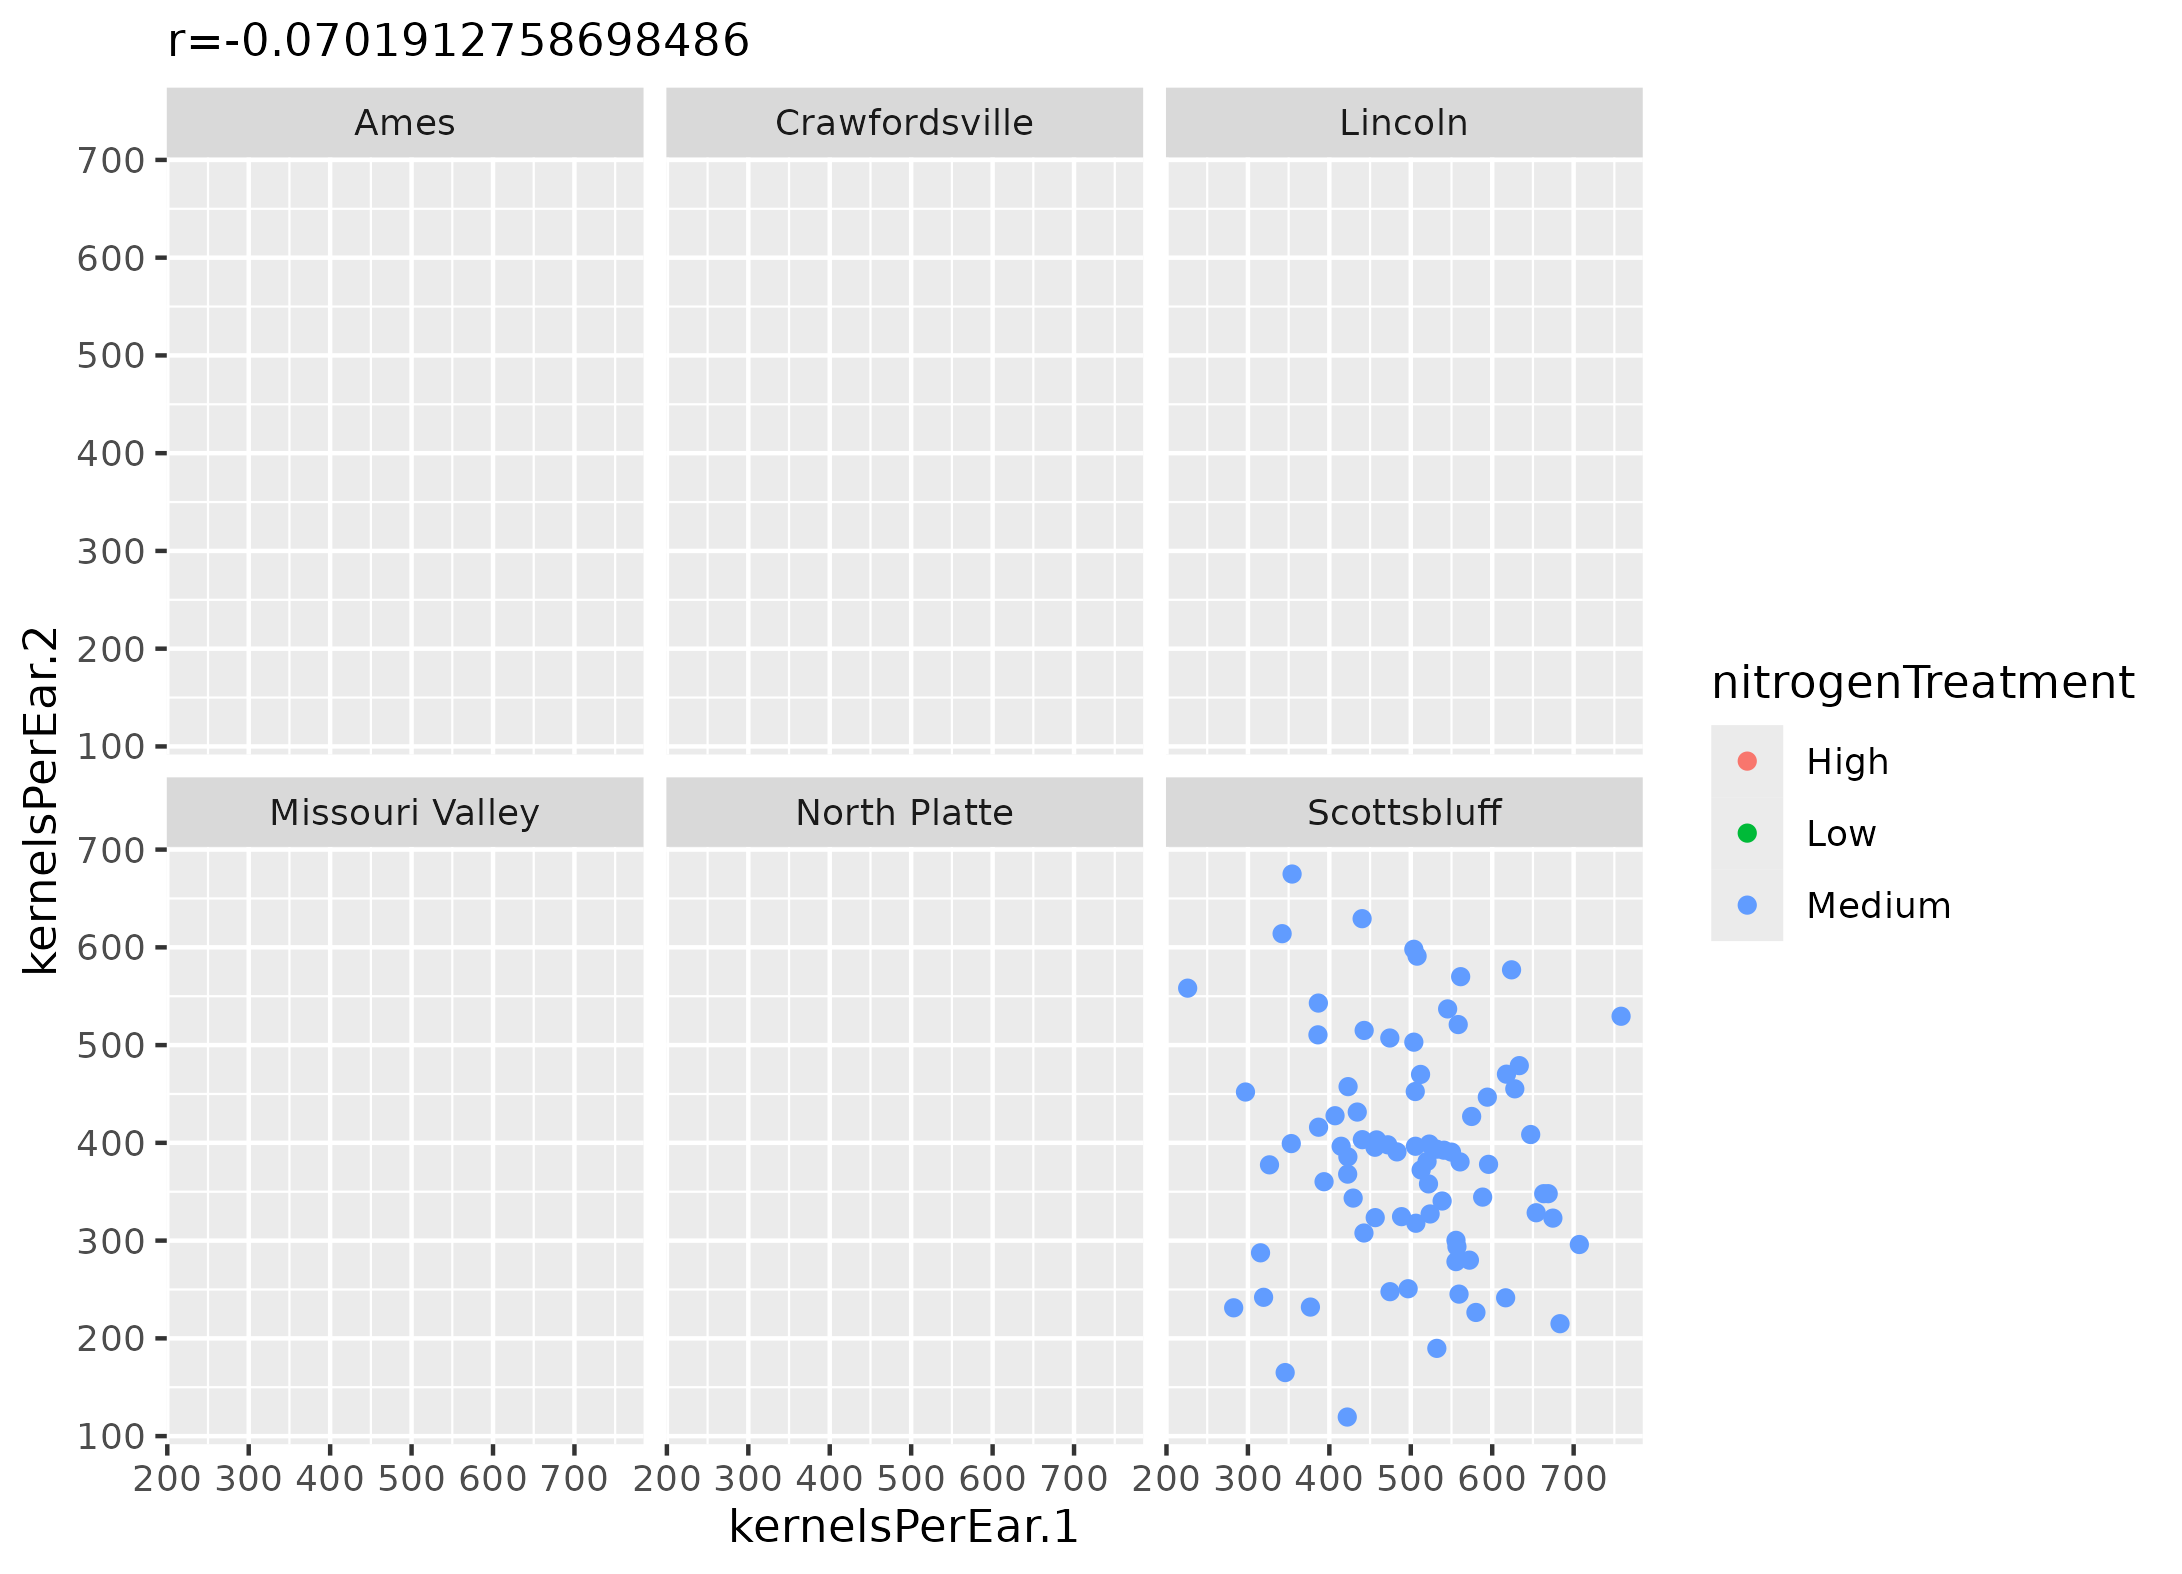 r=-0.0701912758698486
Ames Crawfordsville Lincoln
700
600
500
400
300
200
100
Missouri Valley North Platte Scottsbluff
700
600
500
400
300
200
100
200 300 400 500 600 700 200 300 400 500 600 700 200 300 400 500 600 700
kernelsPerEar.1
kernelsPerEar.2
nitrogenTreatment
High
Low
Medium